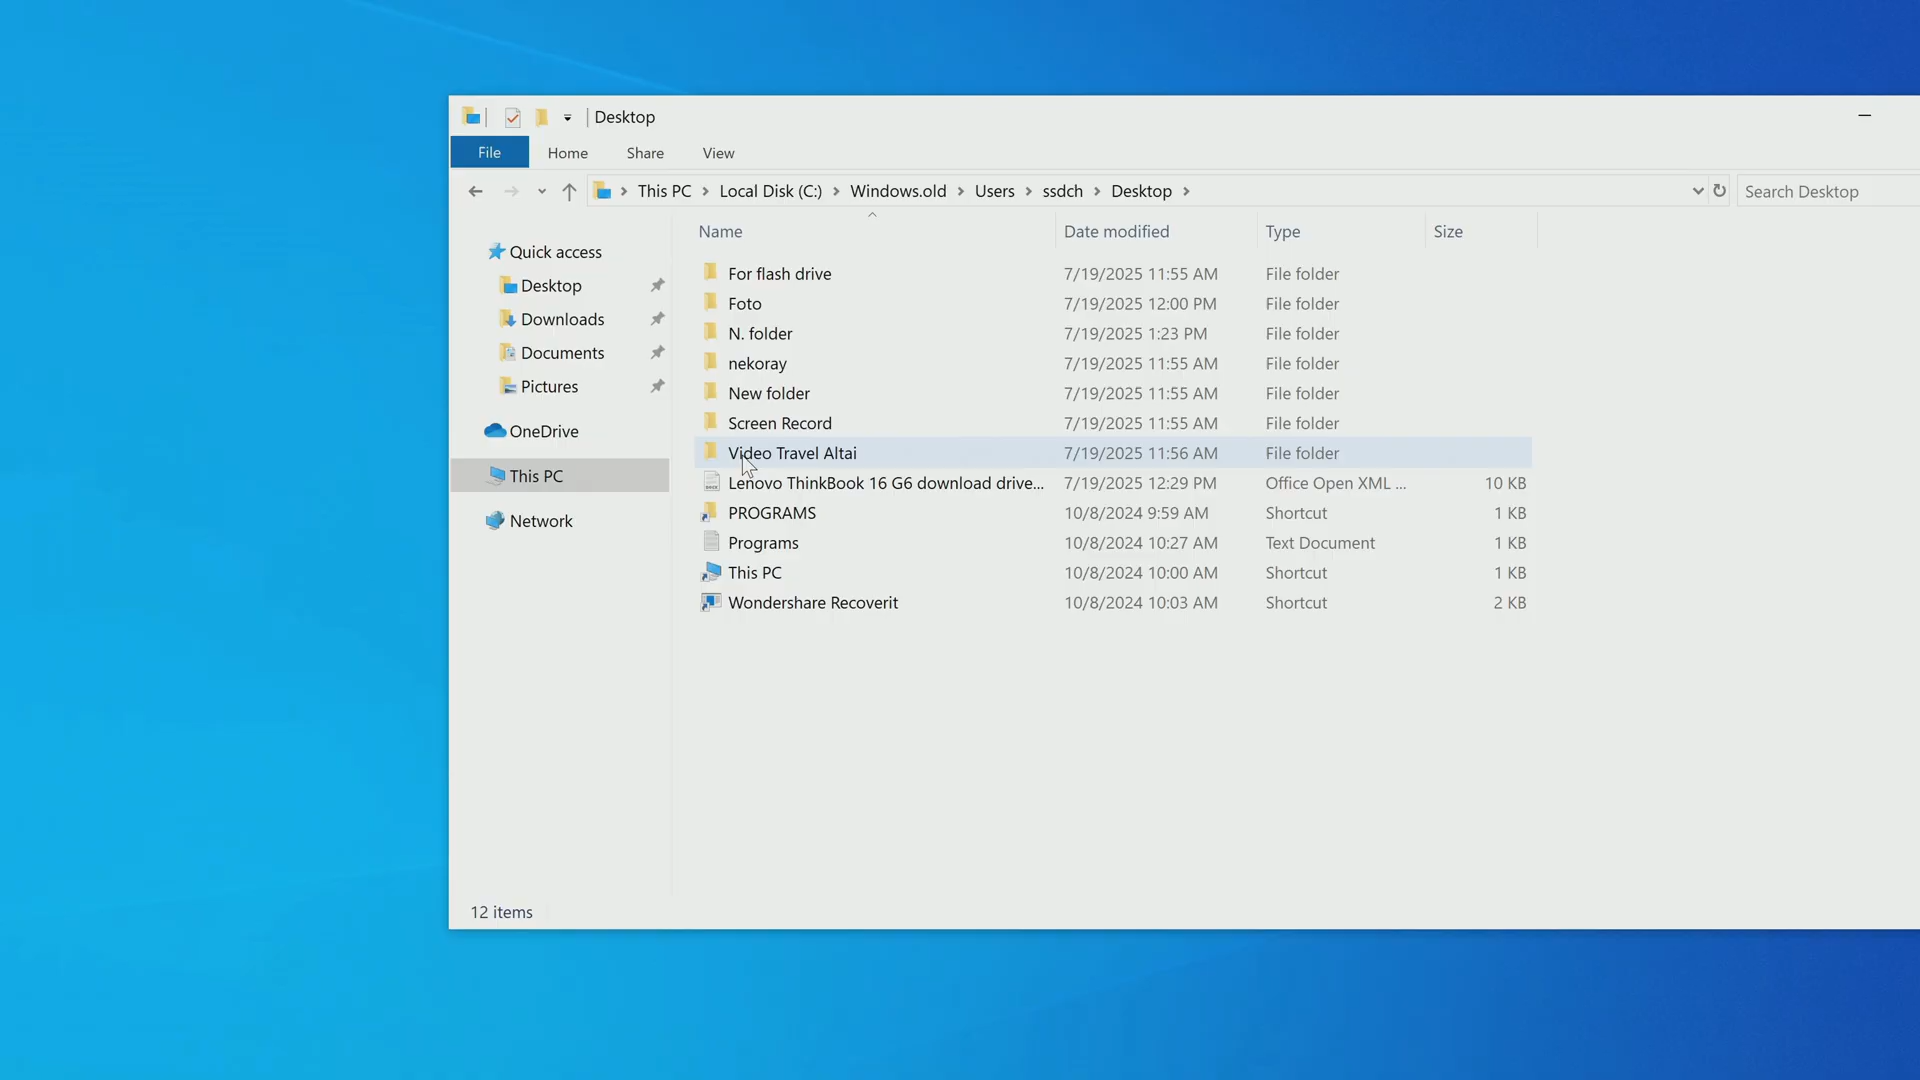 Desktop
File Home Share View
This PC Local Disk (C:) Windows.old Users ssdch Desktop Search Desktop
Name Date modified Type Size
Quick access
Desktop
Downloads
Documents
Pictures
OneDrive
This PC
Network
For flash drive 7/19/2025 11:55 AM File folder
Foto 7/19/2025 12:00 PM File folder
N. folder 7/19/2025 1:23 PM File folder
nekoray 7/19/2025 11:55 AM File folder
New folder 7/19/2025 11:55 AM File folder
Screen Record 7/19/2025 11:55 AM File folder
Video Travel Altai 7/19/2025 11:56 AM File folder
Lenovo ThinkBook 16 G6 download drive... 7/19/2025 12:29 PM Office Open XML ... 10 KB
PROGRAMS 10/8/2024 9:59 AM Shortcut 1 KB
Programs 10/8/2024 10:27 AM Text Document 1 KB
This PC 10/8/2024 10:00 AM Shortcut 1 KB
Wondershare Recoverit 10/8/2024 10:03 AM Shortcut 2 KB
12 items